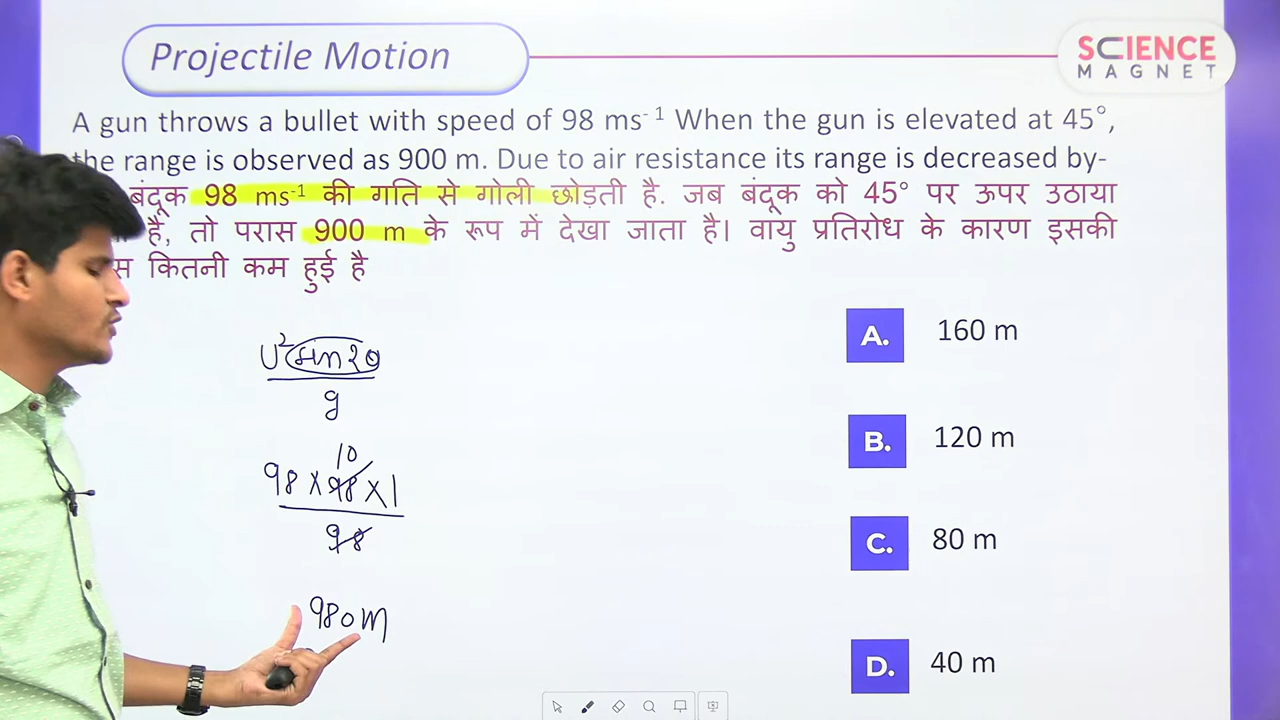 Projectile Motion
SCIENCE
MAGNET
A gun throws a bullet with speed of 98 ms⁻¹ When the gun is elevated at 45°,
the range is observed as 900 m. Due to air resistance its range is decreased by-
बंदूक 98 ms⁻¹ की गति से गोली छोड़ती है. जब बंदूक को 45° पर ऊपर उठाया
है, तो परास 900 m के रूप में देखा जाता है। वायु प्रतिरोध के कारण इसकी
कितनी कम हुई है
U² sin2θ
g
A. 160 m
B. 120 m
10
98 × 98 × 1
98
C. 80 m
980m
D. 40 m